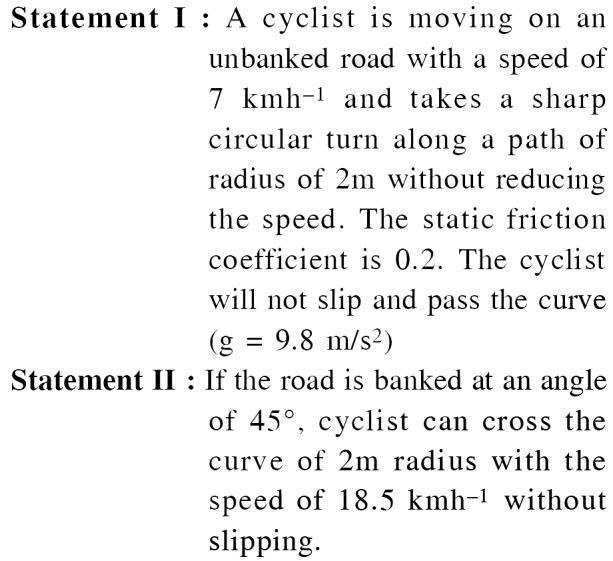 Statement I : A cyclist is moving on an
unbanked road with a speed of
7 kmh⁻¹ and takes a sharp
circular turn along a path of
radius of 2m without reducing
the speed. The static friction
coefficient is 0.2. The cyclist
will not slip and pass the curve
(g = 9.8 m/s²)
Statement II : If the road is banked at an angle
of 45°, cyclist can cross the
curve of 2m radius with the
speed of 18.5 kmh⁻¹ without
slipping.